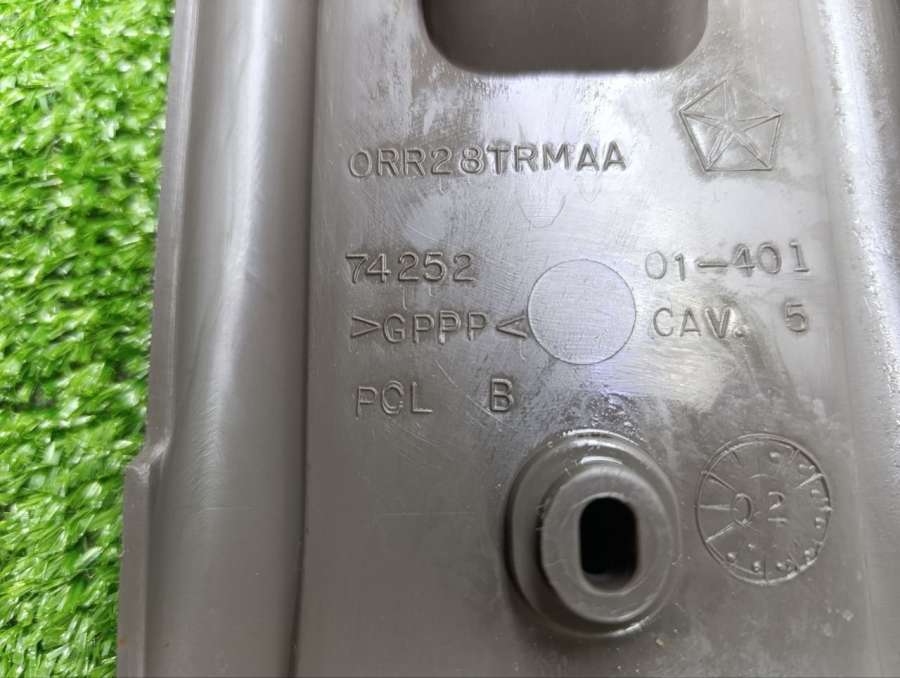 0RR28TRMAA
74252 01-401
>GPPP< CAV. 5
PCL B
02